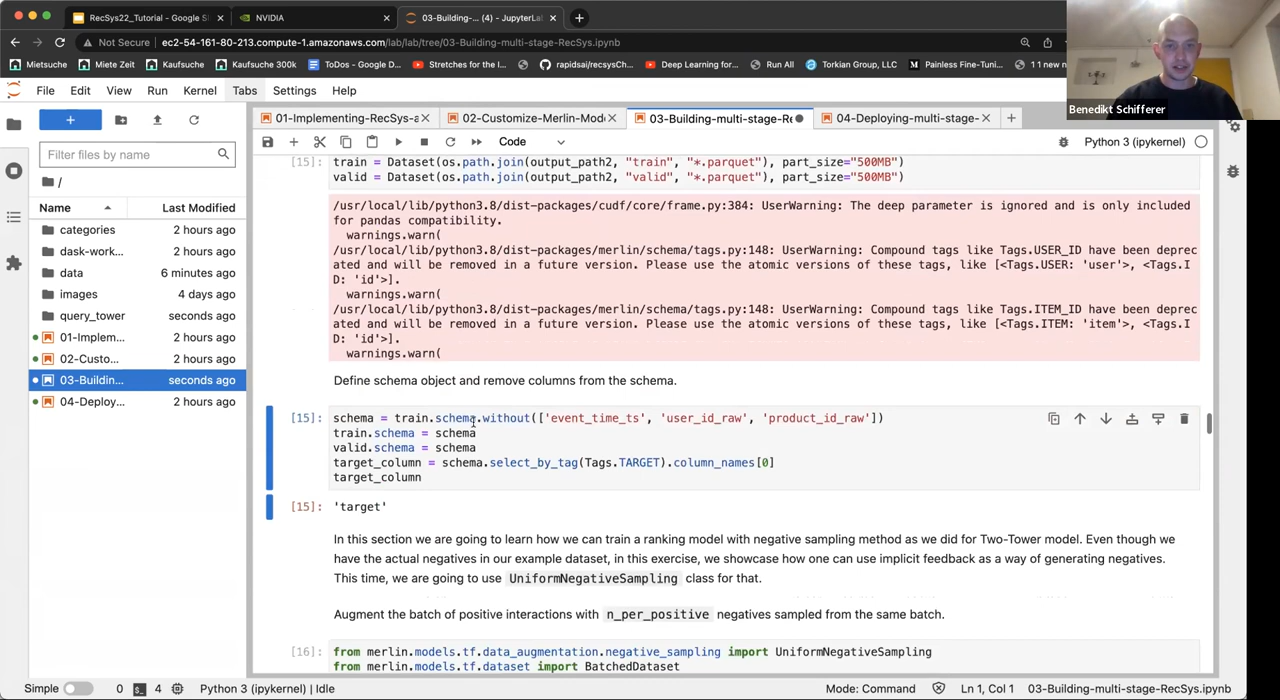 RecSys22_Tutorial - Google Sl
NVIDIA
03-Building-... (4) - JupyterLa
Not Secure
ec2-54-161-80-213.compute-1.amazonaws.com/lab/lab/tree/03-Building-multi-stage-RecSys.ipynb
Mietsuche
Miete Zeit
Kaufsuche
Kaufsuche 300k
ToDos - Google D...
Stretches for the l...
rapidsai/recsysCh...
Deep Learning for...
Run All
Torkian Group, LLC
Painless Fine-Tuni...
1 1 new n
Benedikt Schifferer
File Edit View Run Kernel Tabs Settings Help
01-Implementing-RecSys-a
02-Customize-Merlin-Mode
03-Building-multi-stage-Re
04-Deploying-multi-stage-
Code
Python 3 (ipykernel)
Filter files by name
/
Name
Last Modified
categories 2 hours ago
dask-work... 2 hours ago
data 6 minutes ago
images 4 days ago
query_tower seconds ago
01-Implem... 2 hours ago
02-Custo... 2 hours ago
03-Buildin... seconds ago
04-Deploy... 2 hours ago
[15]: train = Dataset(os.path.join(output_path2, "train", "*.parquet"), part_size="500MB")
valid = Dataset(os.path.join(output_path2, "valid", "*.parquet"), part_size="500MB")
/usr/local/lib/python3.8/dist-packages/cudf/core/frame.py:384: UserWarning: The deep parameter is ignored and is only included
for pandas compatibility.
warnings.warn(
/usr/local/lib/python3.8/dist-packages/merlin/schema/tags.py:148: UserWarning: Compound tags like Tags.USER_ID have been deprec
ated and will be removed in a future version. Please use the atomic versions of these tags, like [<Tags.USER: 'user'>, <Tags.I
D: 'id'>].
warnings.warn(
/usr/local/lib/python3.8/dist-packages/merlin/schema/tags.py:148: UserWarning: Compound tags like Tags.ITEM_ID have been deprec
ated and will be removed in a future version. Please use the atomic versions of these tags, like [<Tags.ITEM: 'item'>, <Tags.I
D: 'id'>].
warnings.warn(
Define schema object and remove columns from the schema.
[15]: schema = train.schema.without(['event_time_ts', 'user_id_raw', 'product_id_raw'])
train.schema = schema
valid.schema = schema
target_column = schema.select_by_tag(Tags.TARGET).column_names[0]
target_column
[15]: 'target'
In this section we are going to learn how we can train a ranking model with negative sampling method as we did for Two-Tower model. Even though we
have the actual negatives in our example dataset, in this exercise, we showcase how one can use implicit feedback as a way of generating negatives.
This time, we are going to use UniformNegativeSampling class for that.
Augment the batch of positive interactions with n_per_positive negatives sampled from the same batch.
[16]: from merlin.models.tf.data_augmentation.negative_sampling import UniformNegativeSampling
from merlin.models.tf.dataset import BatchedDataset
Simple 0 4 Python 3 (ipykernel) | Idle
Mode: Command Ln 1, Col 1 03-Building-multi-stage-RecSys.ipynb